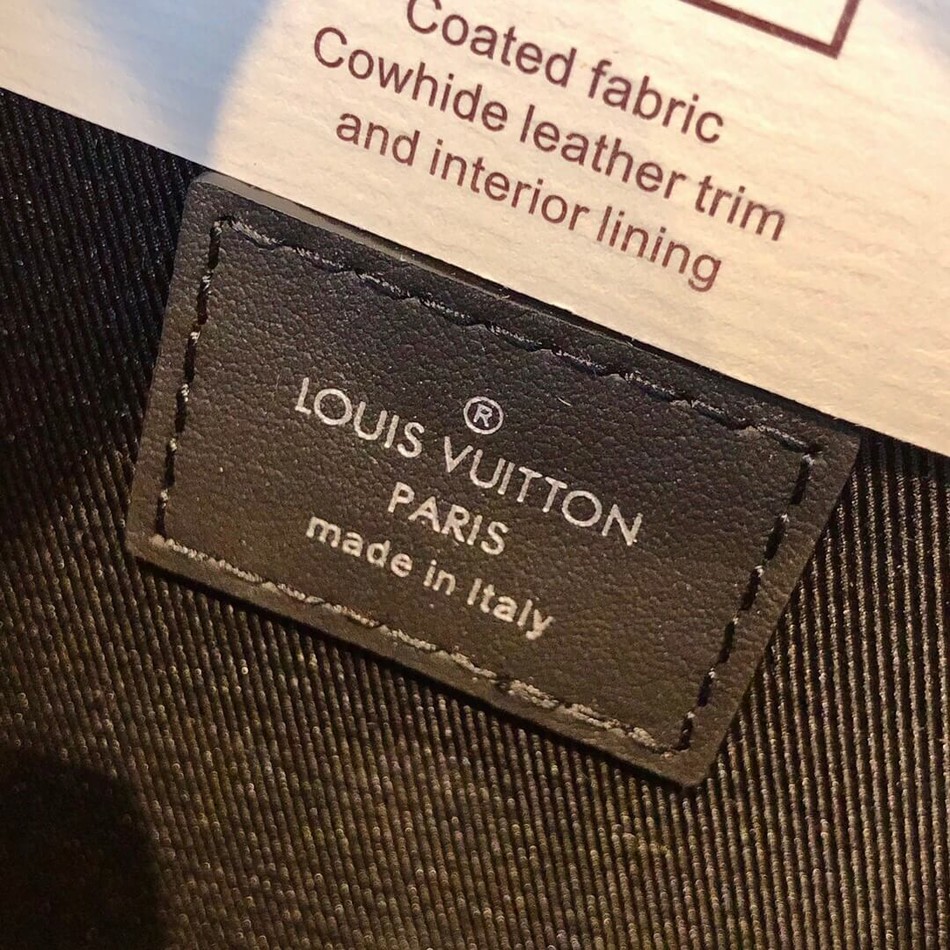 Coated fabric
Cowhide leather trim
and interior lining
®
LOUIS VUITTON
PARIS
made in Italy